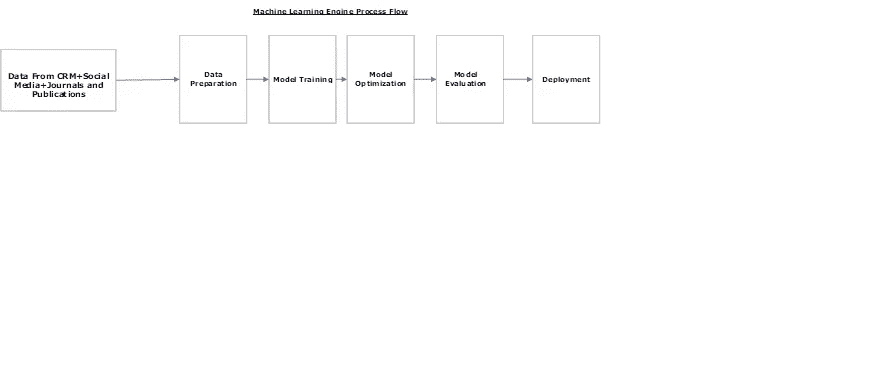 Machine Learning Engine Process Flow
Data From CRM+Social
Media+Journals and
Publications
Data
Preparation
Model Training
Model
Optimization
Model
Evaluation
Deployment